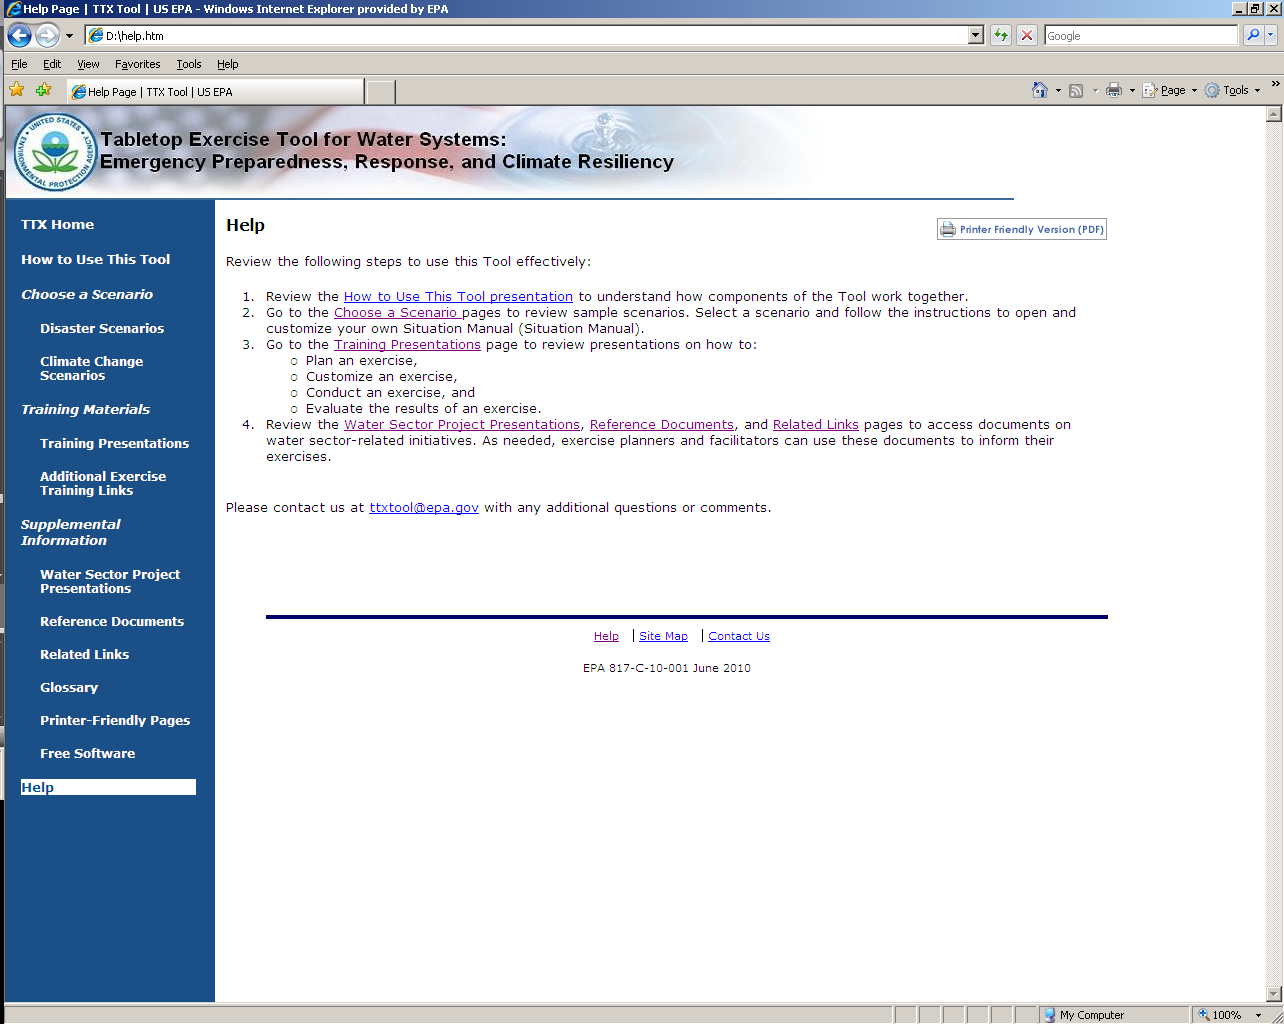 Help Page | TTX Tool | US EPA - Windows Internet Explorer provided by EPA
D:\help.htm
Google
File Edit View Favorites Tools Help
Help Page | TTX Tool | US EPA
Page Tools
UNITED STATES
ENVIRONMENTAL PROTECTION AGENCY
Tabletop Exercise Tool for Water Systems:
Emergency Preparedness, Response, and Climate Resiliency
TTX Home
How to Use This Tool
Choose a Scenario
Disaster Scenarios
Climate Change
Scenarios
Training Materials
Training Presentations
Additional Exercise
Training Links
Supplemental
Information
Water Sector Project
Presentations
Reference Documents
Related Links
Glossary
Printer-Friendly Pages
Free Software
Help
Help
Printer Friendly Version (PDF)
Review the following steps to use this Tool effectively:
1. Review the How to Use This Tool presentation to understand how components of the Tool work together.
2. Go to the Choose a Scenario pages to review sample scenarios. Select a scenario and follow the instructions to open and
customize your own Situation Manual (Situation Manual).
3. Go to the Training Presentations page to review presentations on how to:
○ Plan an exercise,
○ Customize an exercise,
○ Conduct an exercise, and
○ Evaluate the results of an exercise.
4. Review the Water Sector Project Presentations, Reference Documents, and Related Links pages to access documents on
water sector-related initiatives. As needed, exercise planners and facilitators can use these documents to inform their
exercises.
Please contact us at ttxtool@epa.gov with any additional questions or comments.
Help | Site Map | Contact Us
EPA 817-C-10-001 June 2010
My Computer
100%